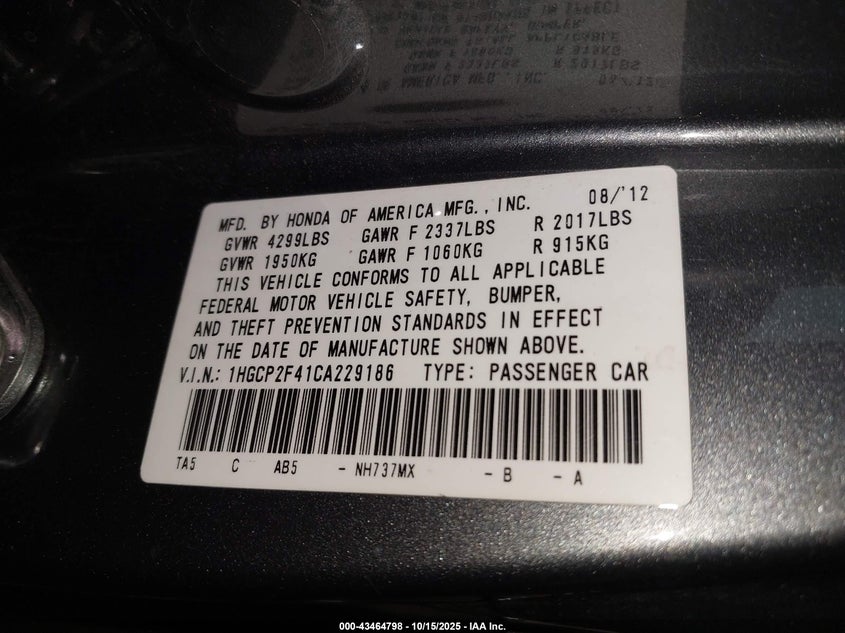 MFD. BY HONDA OF AMERICA MFG., INC. 08/'12
GVWR 4299LBS GAWR F 2337LBS R 2017LBS
GVWR 1950KG GAWR F 1060KG R 915KG
THIS VEHICLE CONFORMS TO ALL APPLICABLE
FEDERAL MOTOR VEHICLE SAFETY, BUMPER,
AND THEFT PREVENTION STANDARDS IN EFFECT
ON THE DATE OF MANUFACTURE SHOWN ABOVE.
V.I.N.: 1HGCP2F41CA229186 TYPE: PASSENGER CAR
TA5 C AB5 - NH737MX - B - A
000-43464798 - 10/15/2025 - IAA Inc.